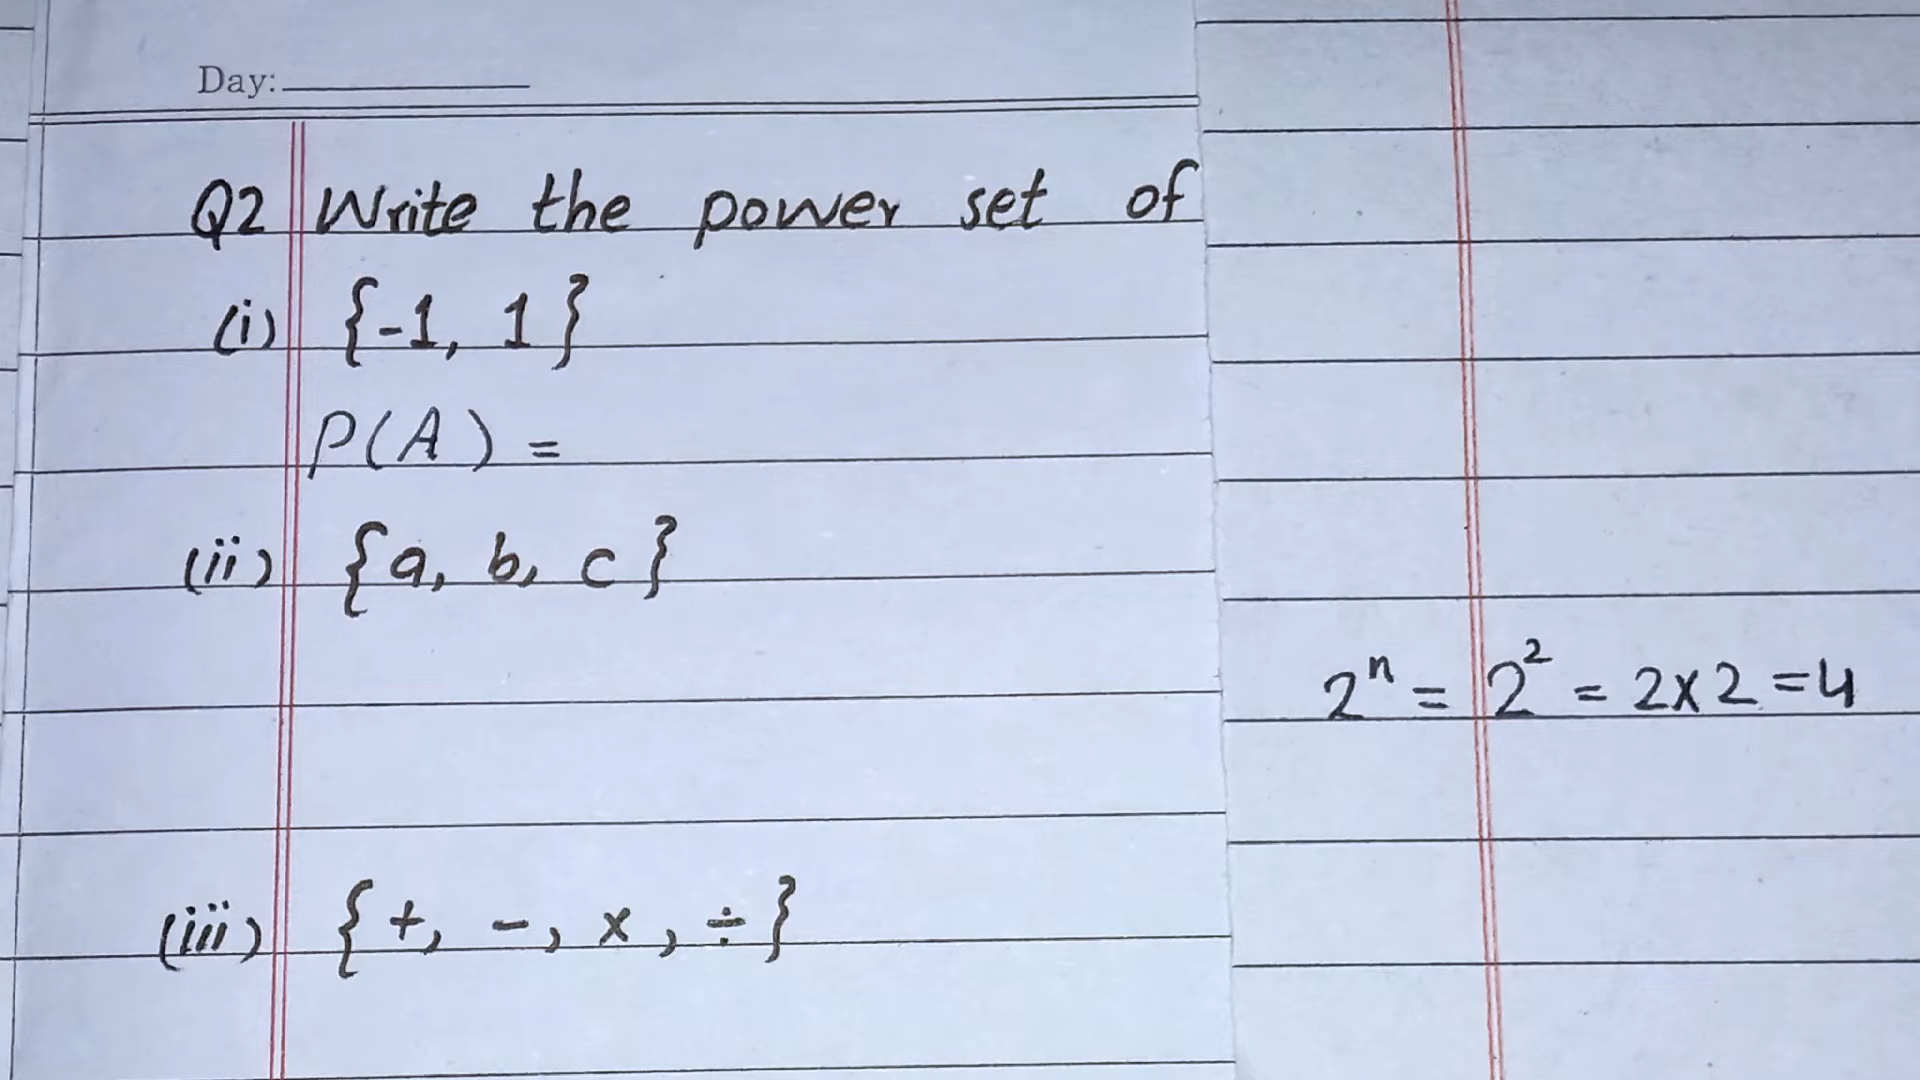 Day:
Q2 Write the power set of
(i) {-1, 1}
P(A) =
(ii) {a, b, c}
2ⁿ = 2² = 2x2 = 4
(iii) {+, -, x, ÷}